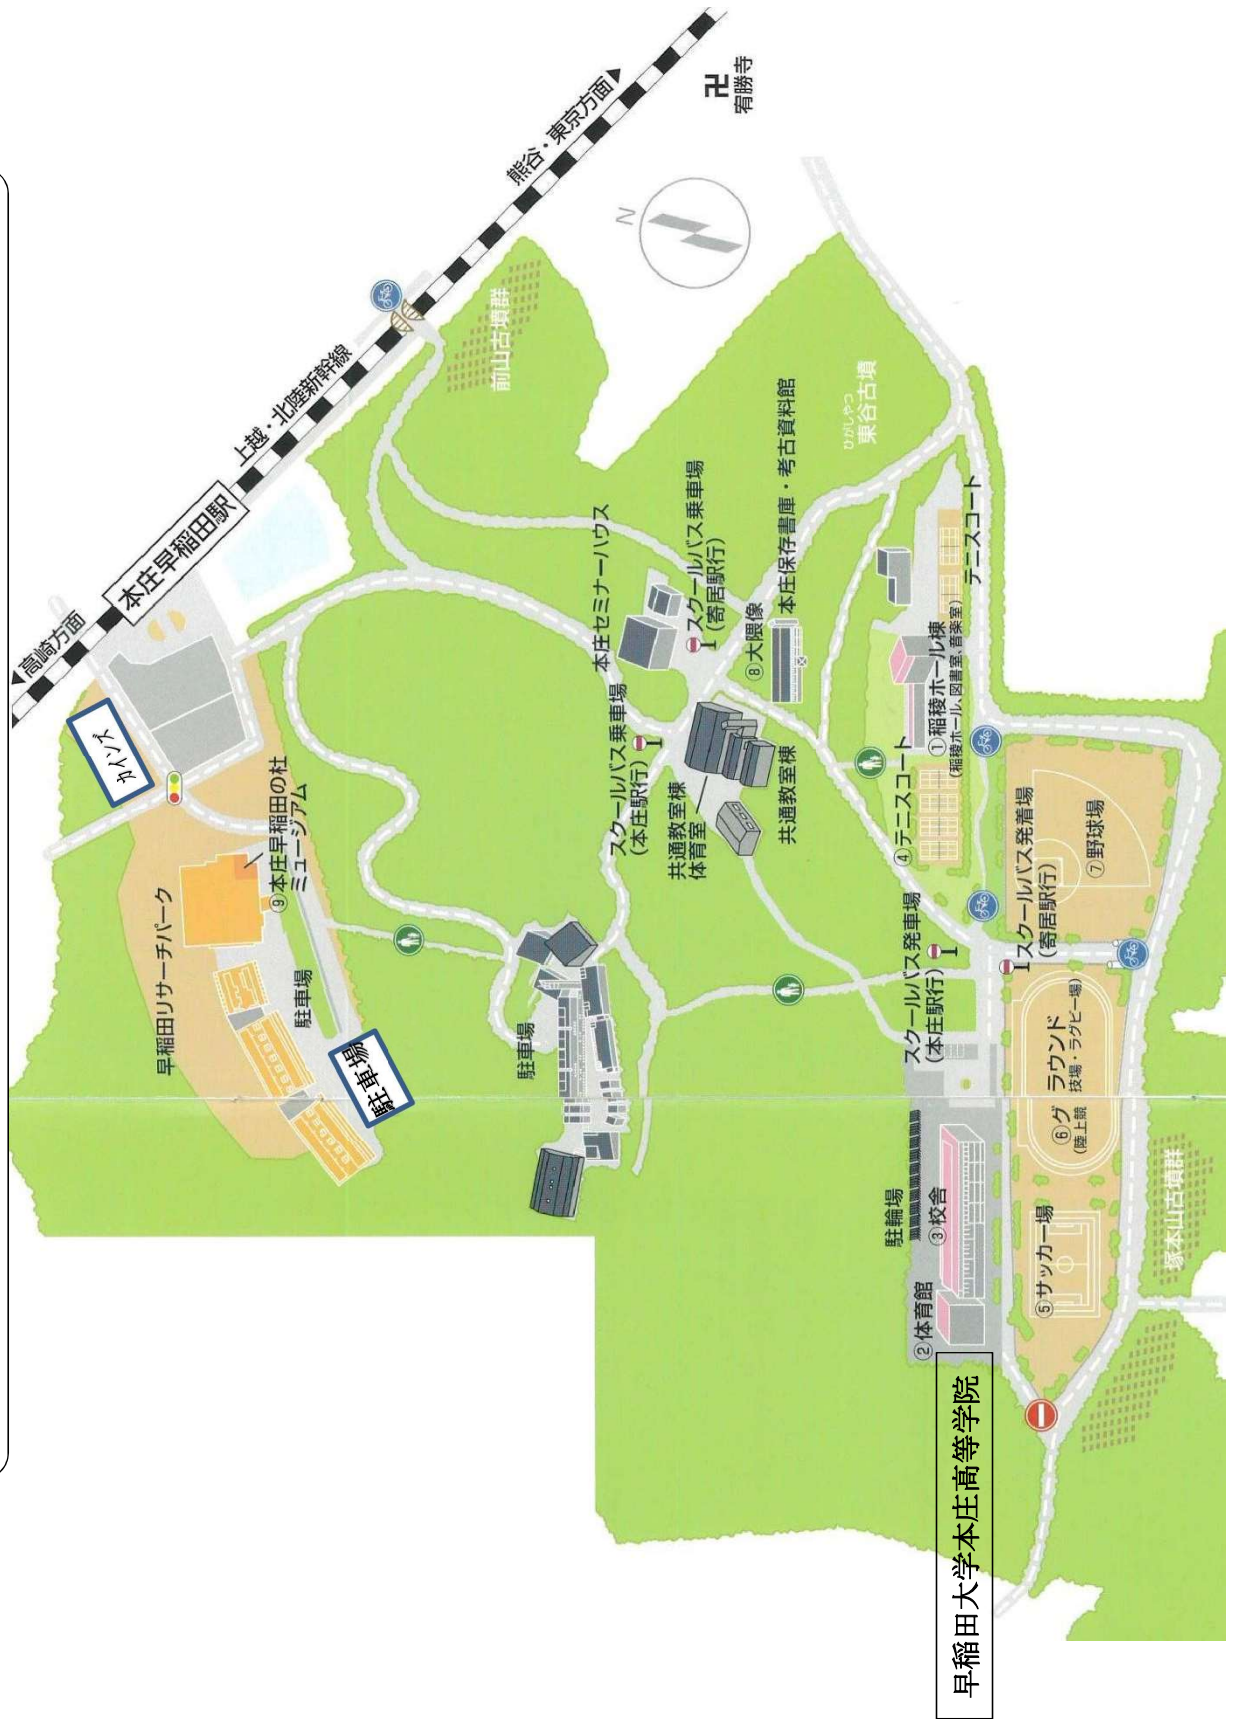 早稲田リサーチパーク
駐車場
駐車場
カインズ
⑨本庄早稲田の杜
ミュージアム
◀高崎方面
本庄早稲田駅
上越・北陸新幹線
熊谷・東京方面▶
卍
宥勝寺
N
前山古墳群
駐車場
スクールバス乗車場
(本庄駅行)
本庄セミナーハウス
スクールバス乗車場
(寄居駅行)
共通教室棟
体育室
共通教室棟
⑧大隈像
本庄保存書庫・考古資料館
ひがしやつ
東谷古墳
駐輪場
②体育館
③校舎
スクールバス発車場
(本庄駅行)
④テニスコート
①稲稜ホール棟
(稲稜ホール、図書室、音楽室)
テニスコート
早稲田大学本庄高等学院
⑤サッカー場
⑥グラウンド
(陸上競技場・ラグビー場)
スクールバス発着場
(寄居駅行)
⑦野球場
塚本山古墳群